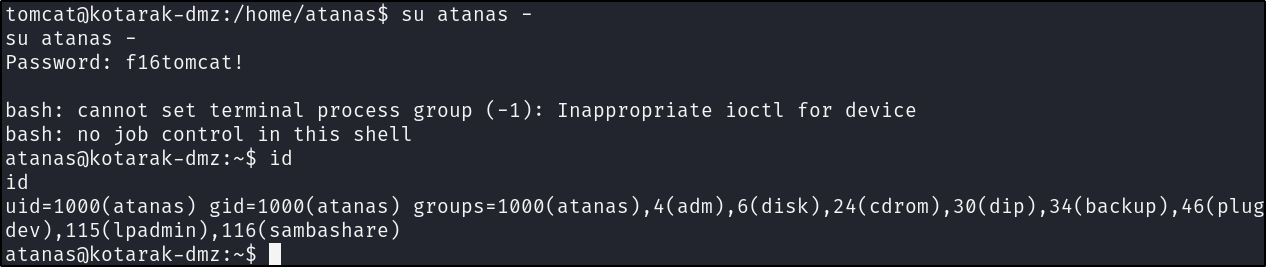 tomcat@kotarak-dmz:/home/atanas$ su atanas -
su atanas -
Password: f16tomcat!

bash: cannot set terminal process group (-1): Inappropriate ioctl for device
bash: no job control in this shell
atanas@kotarak-dmz:~$ id
id
uid=1000(atanas) gid=1000(atanas) groups=1000(atanas),4(adm),6(disk),24(cdrom),30(dip),34(backup),46(plug
dev),115(lpadmin),116(sambashare)
atanas@kotarak-dmz:~$